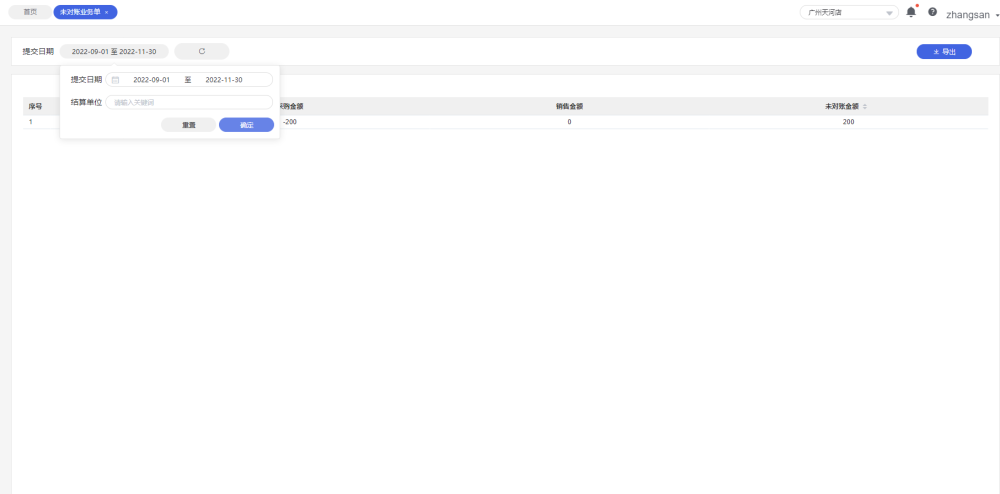 首页
未对账业务单 ×
广州天河店
zhangsan
提交日期
2022-09-01 至 2022-11-30
导出
提交日期
2022-09-01 至 2022-11-30
结算单位
请输入关键词
重置
确定
序号
购金额
销售金额
未对账金额
1
-200
0
200